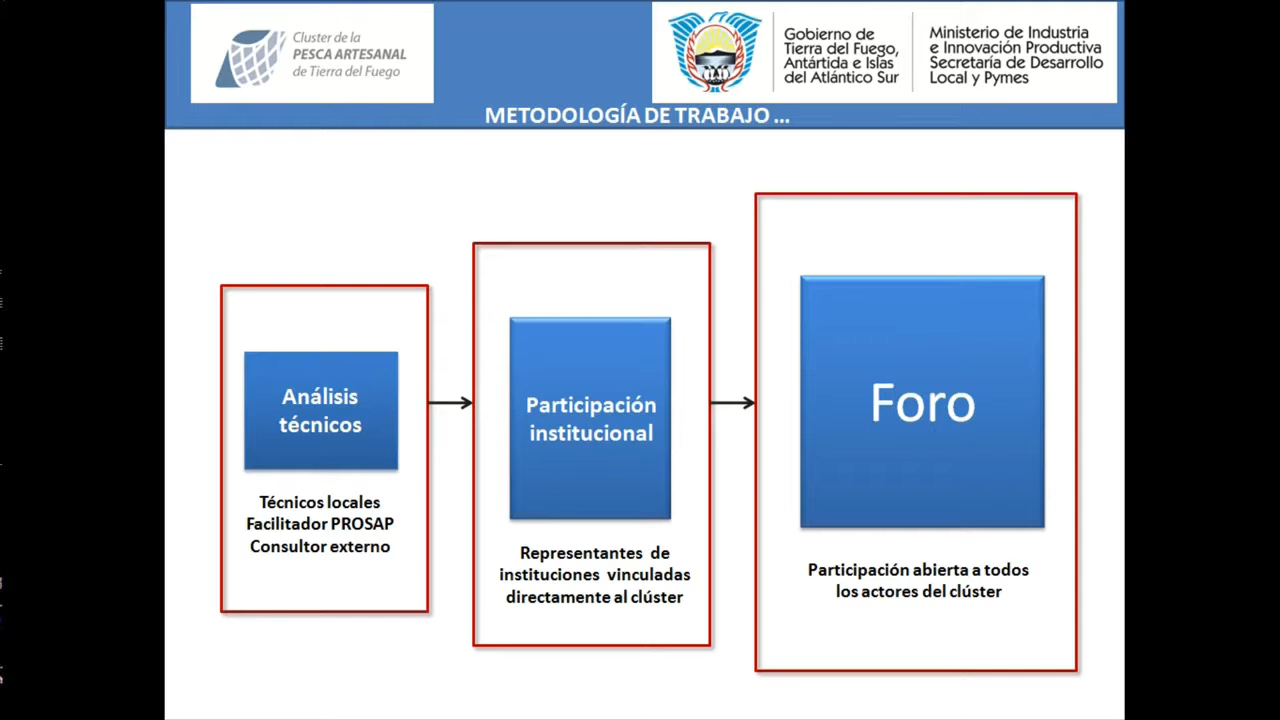 Cluster de la
PESCA ARTESANAL
de Tierra del Fuego
Gobierno de
Tierra del Fuego,
Antártida e Islas
del Atlántico Sur
Ministerio de Industria
e Innovación Productiva
Secretaría de Desarrollo
Local y Pymes
METODOLOGÍA DE TRABAJO ...
Análisis
técnicos
Técnicos locales
Facilitador PROSAP
Consultor externo
Participación
institucional
Representantes de
instituciones vinculadas
directamente al clúster
Foro
Participación abierta a todos
los actores del clúster